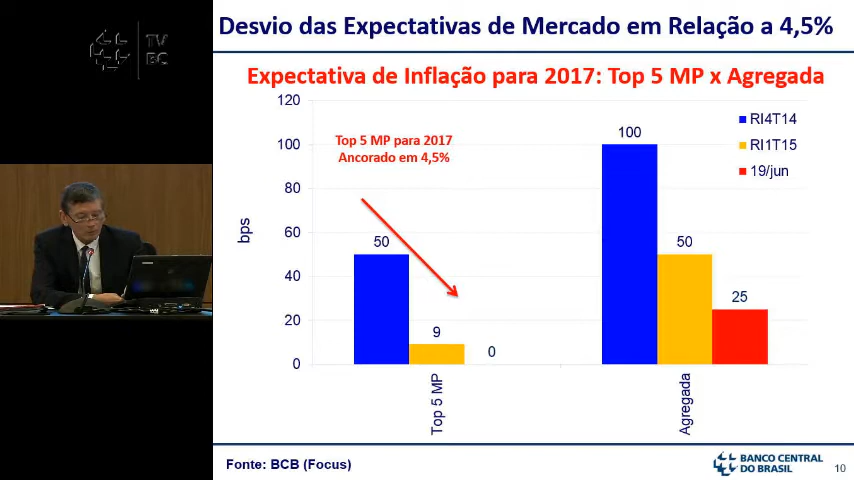 TV
BC
Desvio das Expectativas de Mercado em Relação a 4,5%
Expectativa de Inflação para 2017: Top 5 MP x Agregada
120
100
80
60
40
20
0
bps
Top 5 MP para 2017
Ancorado em 4,5%
50
9
0
100
50
25
RI4T14
RI1T15
19/jun
Top 5 MP
Agregada
Fonte: BCB (Focus)
BANCO CENTRAL
DO BRASIL
10